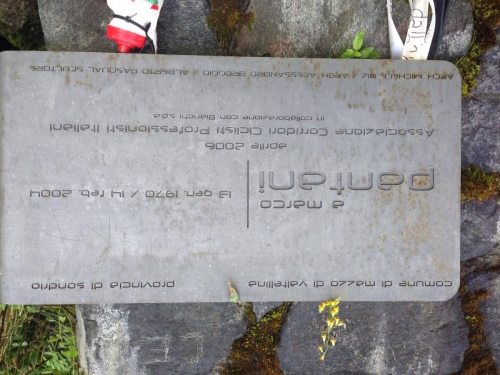 comune di mazzo di valtellina provincia di sondrio
a marco
pantani
13 gen. 1970 / 14 feb. 2004
aprile 2006
Associazione Corridori Ciclisti Professionisti Italiani
in collaborazione con Bianchi s.p.a
ALBERTO PASQUAL SCULTORE